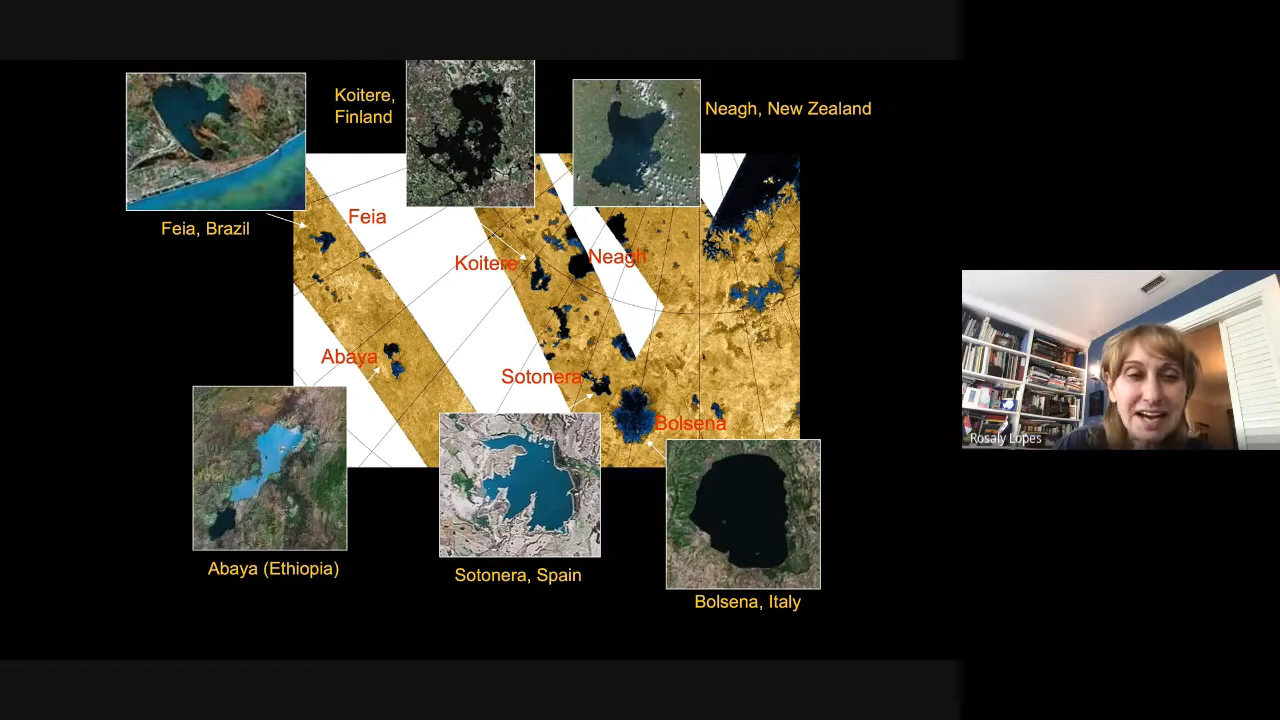 Koitere,
Finland
Neagh, New Zealand
Feia, Brazil
Feia
Koitere
Neagh
Abaya
Sotonera
Bolsena
Rosaly Lopes
Abaya (Ethiopia)
Sotonera, Spain
Bolsena, Italy